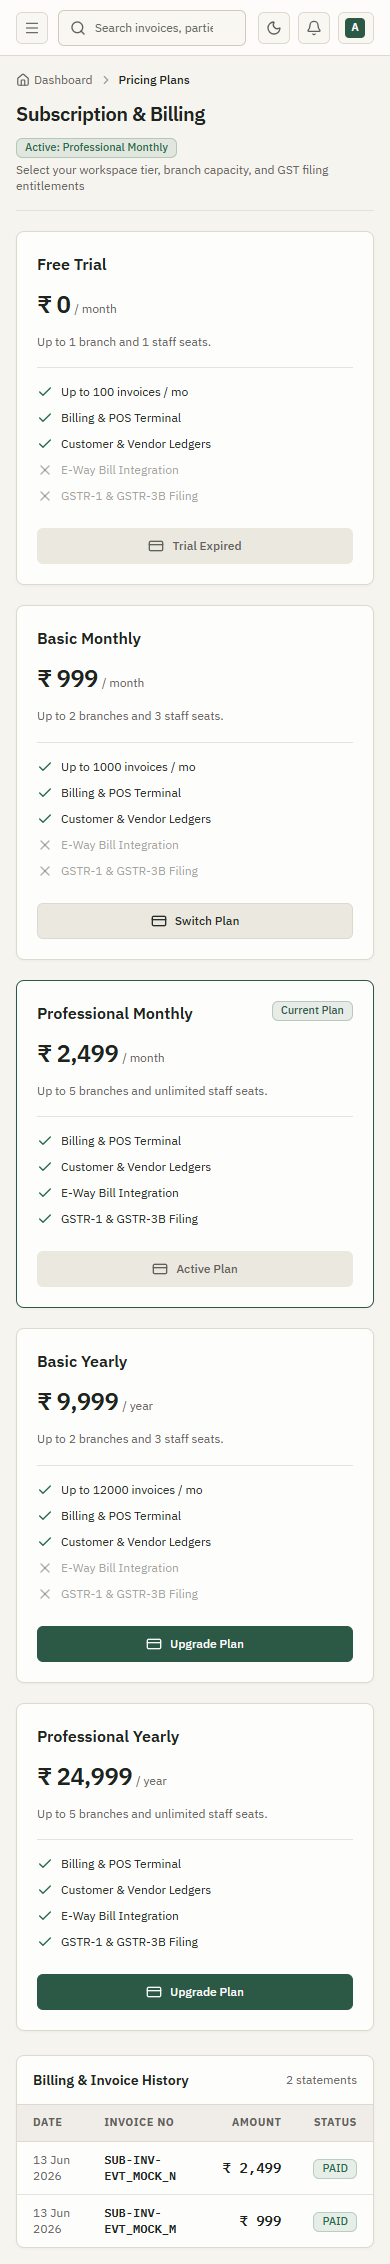 Search invoices, partie
A
Dashboard > Pricing Plans
Subscription & Billing
Active: Professional Monthly
Select your workspace tier, branch capacity, and GST filing
entitlements
Free Trial
₹ 0 / month
Up to 1 branch and 1 staff seats.
Up to 100 invoices / mo
Billing & POS Terminal
Customer & Vendor Ledgers
E-Way Bill Integration
GSTR-1 & GSTR-3B Filing
Trial Expired
Basic Monthly
₹ 999 / month
Up to 2 branches and 3 staff seats.
Up to 1000 invoices / mo
Billing & POS Terminal
Customer & Vendor Ledgers
E-Way Bill Integration
GSTR-1 & GSTR-3B Filing
Switch Plan
Professional Monthly
Current Plan
₹ 2,499 / month
Up to 5 branches and unlimited staff seats.
Billing & POS Terminal
Customer & Vendor Ledgers
E-Way Bill Integration
GSTR-1 & GSTR-3B Filing
Active Plan
Basic Yearly
₹ 9,999 / year
Up to 2 branches and 3 staff seats.
Up to 12000 invoices / mo
Billing & POS Terminal
Customer & Vendor Ledgers
E-Way Bill Integration
GSTR-1 & GSTR-3B Filing
Upgrade Plan
Professional Yearly
₹ 24,999 / year
Up to 5 branches and unlimited staff seats.
Billing & POS Terminal
Customer & Vendor Ledgers
E-Way Bill Integration
GSTR-1 & GSTR-3B Filing
Upgrade Plan
Billing & Invoice History 2 statements
DATE INVOICE NO AMOUNT STATUS
13 Jun 2026 SUB-INV-EVT_MOCK_N ₹ 2,499 PAID
13 Jun 2026 SUB-INV-EVT_MOCK_M ₹ 999 PAID